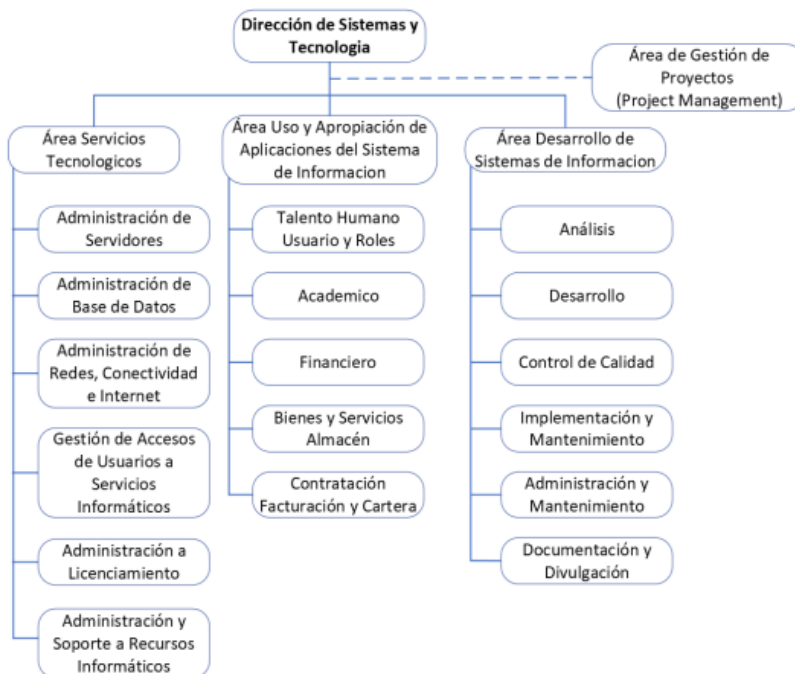 Dirección de Sistemas y
Tecnologia
Área de Gestión de
Proyectos
(Project Management)
Área Servicios
Tecnologicos
Área Uso y Apropiación de
Aplicaciones del Sistema
de Informacion
Área Desarrollo de
Sistemas de Informacion
Administración de
Servidores
Administración de
Base de Datos
Administración de
Redes, Conectividad
e Internet
Gestión de Accesos
de Usuarios a
Servicios
Informáticos
Administración a
Licenciamiento
Administración y
Soporte a Recursos
Informáticos
Talento Humano
Usuario y Roles
Academico
Financiero
Bienes y Servicios
Almacén
Contratación
Facturación y Cartera
Análisis
Desarrollo
Control de Calidad
Implementación y
Mantenimiento
Administración y
Mantenimiento
Documentación y
Divulgación